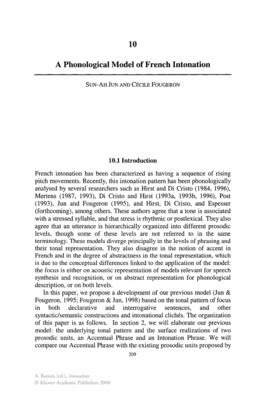 10
A Phonological Model of French Intonation
SUN-AH JUN AND CÉCILE FOUGERON
10.1 Introduction
French intonation has been characterized as having a sequence of rising
pitch movements. Recently, this intonation pattern has been phonologically
analysed by several researchers such as Hirst and Di Cristo (1984, 1996),
Mertens (1987, 1993), Di Cristo and Hirst (1993a, 1993b, 1996), Post
(1993), Jun and Fougeron (1995), and Hirst, Di Cristo, and Espesser
(forthcoming), among others. These authors agree that a tone is associated
with a stressed syllable, and that stress is rhythmic or postlexical. They also
agree that an utterance is hierarchically organized into different prosodic
levels, though some of these levels are not referred to in the same
terminology. These models diverge principally in the levels of phrasing and
their tonal representation. They also disagree in the notion of accent in
French and in the degree of abstractness in the tonal representation, which
is due to the conceptual differences linked to the application of the model:
the focus is either on acoustic representation of models relevant for speech
synthesis and recognition, or on abstract representation for phonological
description, or on both levels.
In this paper, we propose a development of our previous model (Jun &
Fougeron, 1995; Fougeron & Jun, 1998) based on the tonal pattern of focus
in both declarative and interrogative sentences, and other
syntactic/semantic constructions and intonational clichés. The organization
of this paper is as follows. In section 2, we will elaborate our previous
model: the underlying tonal pattern and the surface realizations of two
prosodic units, an Accentual Phrase and an Intonation Phrase. We will
compare our Accentual Phrase with the existing prosodic units proposed by
209
A. Botinis (ed.), Intonation
© Kluwer Academic Publishers 2000